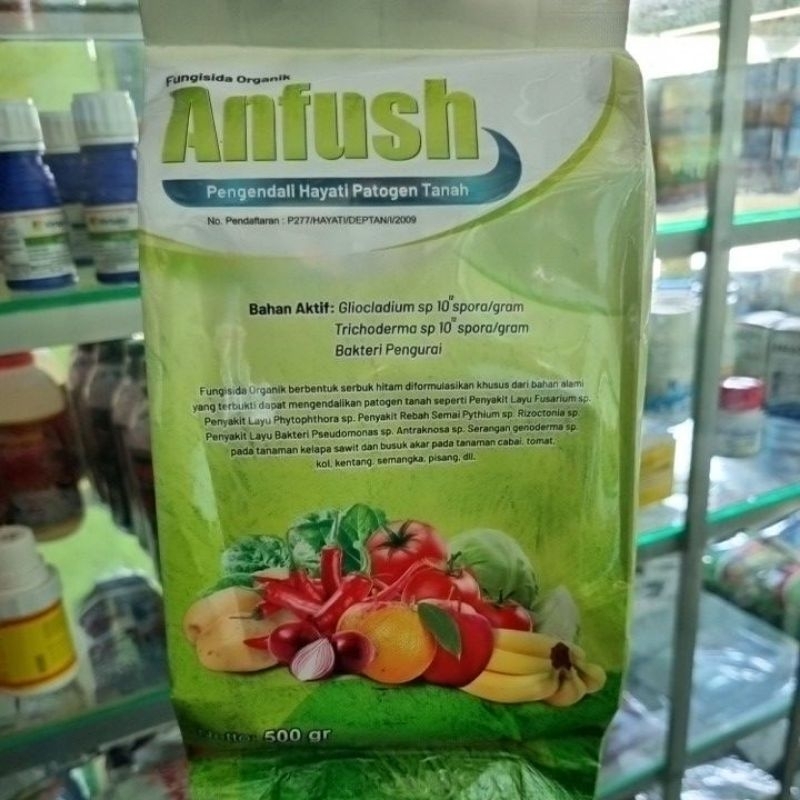 Fungisida Organik
Anfush
Pengendali Hayati Patogen Tanah
No. Pendaftaran : P277/HAYATI/DEPTAN/I/2009
Bahan Aktif: Gliocladium sp 10¹² spora/gram
Trichoderma sp 10¹² spora/gram
Bakteri Pengurai
Fungisida Organik berbentuk serbuk hitam diformulasikan khusus dari bahan alami
yang terbukti dapat mengendalikan patogen tanah seperti Penyakit Layu Fusarium sp.
Penyakit Layu Phytophthora sp. Penyakit Rebah Semai Pythium sp. Rizoctonia sp.
Penyakit Layu Bakteri Pseudomonas sp. Antraknosa sp. Serangan genoderma sp.
pada tanaman kelapa sawit dan busuk akar pada tanaman cabai, tomat,
kol, kentang, semangka, pisang, dll.
Netto: 500 gr